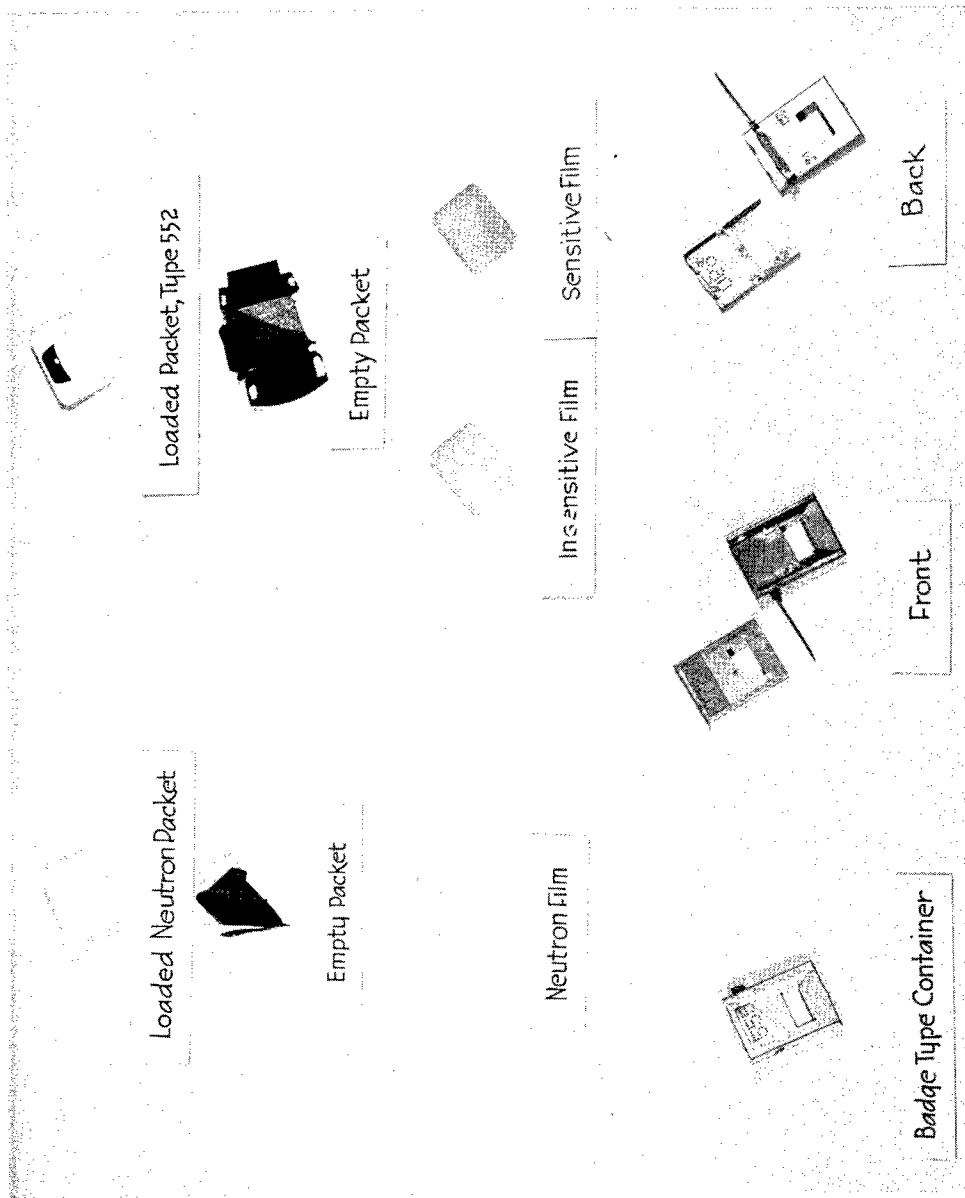 Loaded Neutron Packet
Loaded Packet, Type 552
Empty Packet
Empty Packet
Neutron Film
Insensitive Film
Sensitive Film
Badge Type Container
Front
Back